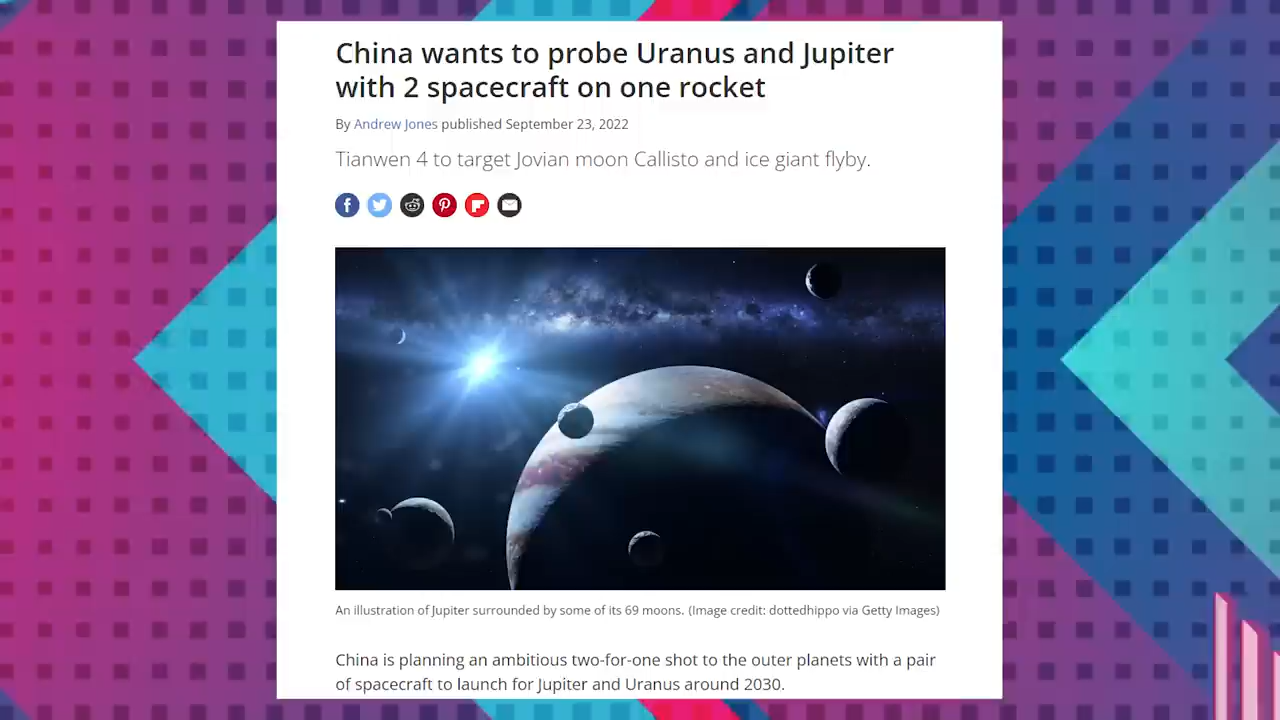 China wants to probe Uranus and Jupiter
with 2 spacecraft on one rocket
By Andrew Jones published September 23, 2022
Tianwen 4 to target Jovian moon Callisto and ice giant flyby.
An illustration of Jupiter surrounded by some of its 69 moons. (Image credit: dottedhippo via Getty Images)
China is planning an ambitious two-for-one shot to the outer planets with a pair
of spacecraft to launch for Jupiter and Uranus around 2030.